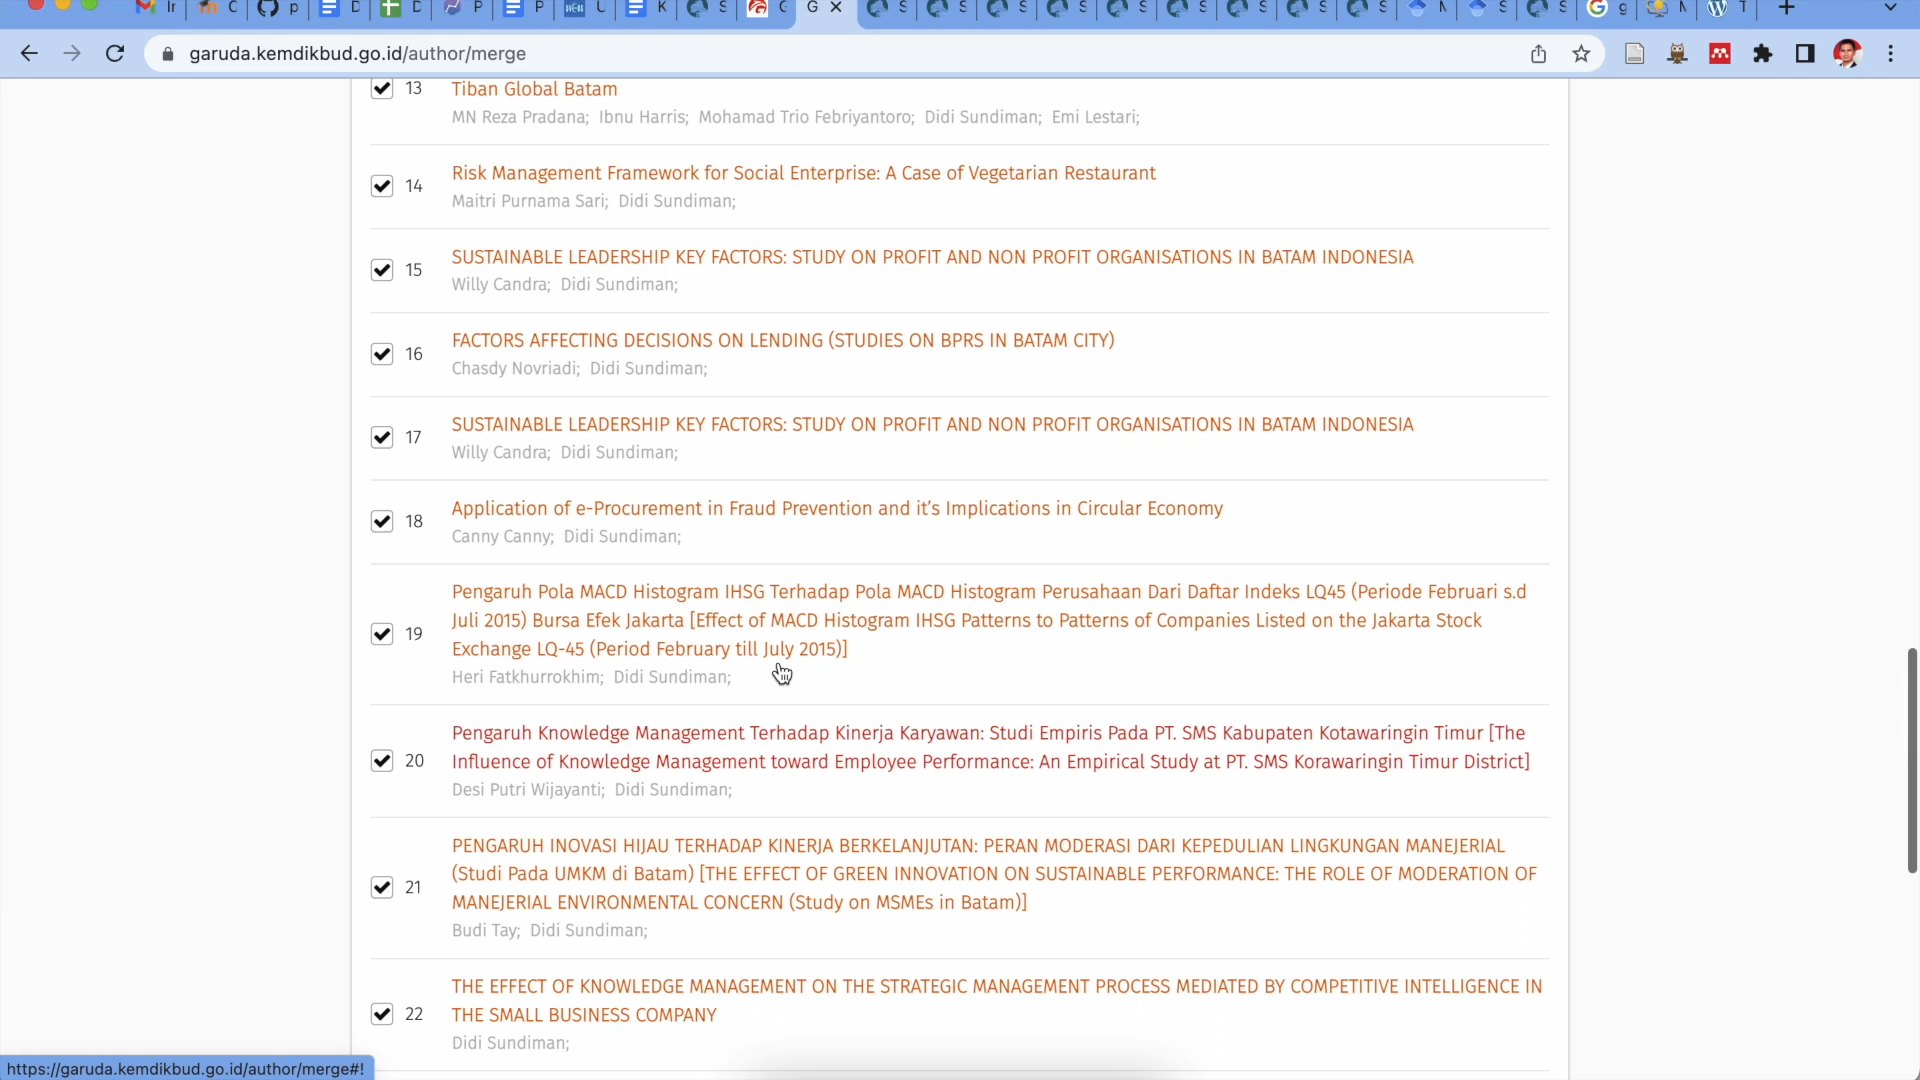 garuda.kemdikbud.go.id/author/merge
13
Tiban Global Batam
MN Reza Pradana; Ibnu Harris; Mohamad Trio Febriyantoro; Didi Sundiman; Emi Lestari;
14
Risk Management Framework for Social Enterprise: A Case of Vegetarian Restaurant
Maitri Purnama Sari; Didi Sundiman;
15
SUSTAINABLE LEADERSHIP KEY FACTORS: STUDY ON PROFIT AND NON PROFIT ORGANISATIONS IN BATAM INDONESIA
Willy Candra; Didi Sundiman;
16
FACTORS AFFECTING DECISIONS ON LENDING (STUDIES ON BPRS IN BATAM CITY)
Chasdy Novriadi; Didi Sundiman;
17
SUSTAINABLE LEADERSHIP KEY FACTORS: STUDY ON PROFIT AND NON PROFIT ORGANISATIONS IN BATAM INDONESIA
Willy Candra; Didi Sundiman;
18
Application of e-Procurement in Fraud Prevention and it’s Implications in Circular Economy
Canny Canny; Didi Sundiman;
19
Pengaruh Pola MACD Histogram IHSG Terhadap Pola MACD Histogram Perusahaan Dari Daftar Indeks LQ45 (Periode Februari s.d
Juli 2015) Bursa Efek Jakarta [Effect of MACD Histogram IHSG Patterns to Patterns of Companies Listed on the Jakarta Stock
Exchange LQ-45 (Period February till July 2015)]
Heri Fatkhurrokhim; Didi Sundiman;
20
Pengaruh Knowledge Management Terhadap Kinerja Karyawan: Studi Empiris Pada PT. SMS Kabupaten Kotawaringin Timur [The
Influence of Knowledge Management toward Employee Performance: An Empirical Study at PT. SMS Korawaringin Timur District]
Desi Putri Wijayanti; Didi Sundiman;
21
PENGARUH INOVASI HIJAU TERHADAP KINERJA BERKELANJUTAN: PERAN MODERASI DARI KEPEDULIAN LINGKUNGAN MANEJERIAL
(Studi Pada UMKM di Batam) [THE EFFECT OF GREEN INNOVATION ON SUSTAINABLE PERFORMANCE: THE ROLE OF MODERATION OF
MANEJERIAL ENVIRONMENTAL CONCERN (Study on MSMEs in Batam)]
Budi Tay; Didi Sundiman;
22
THE EFFECT OF KNOWLEDGE MANAGEMENT ON THE STRATEGIC MANAGEMENT PROCESS MEDIATED BY COMPETITIVE INTELLIGENCE IN
THE SMALL BUSINESS COMPANY
Didi Sundiman;
https://garuda.kemdikbud.go.id/author/merge#!